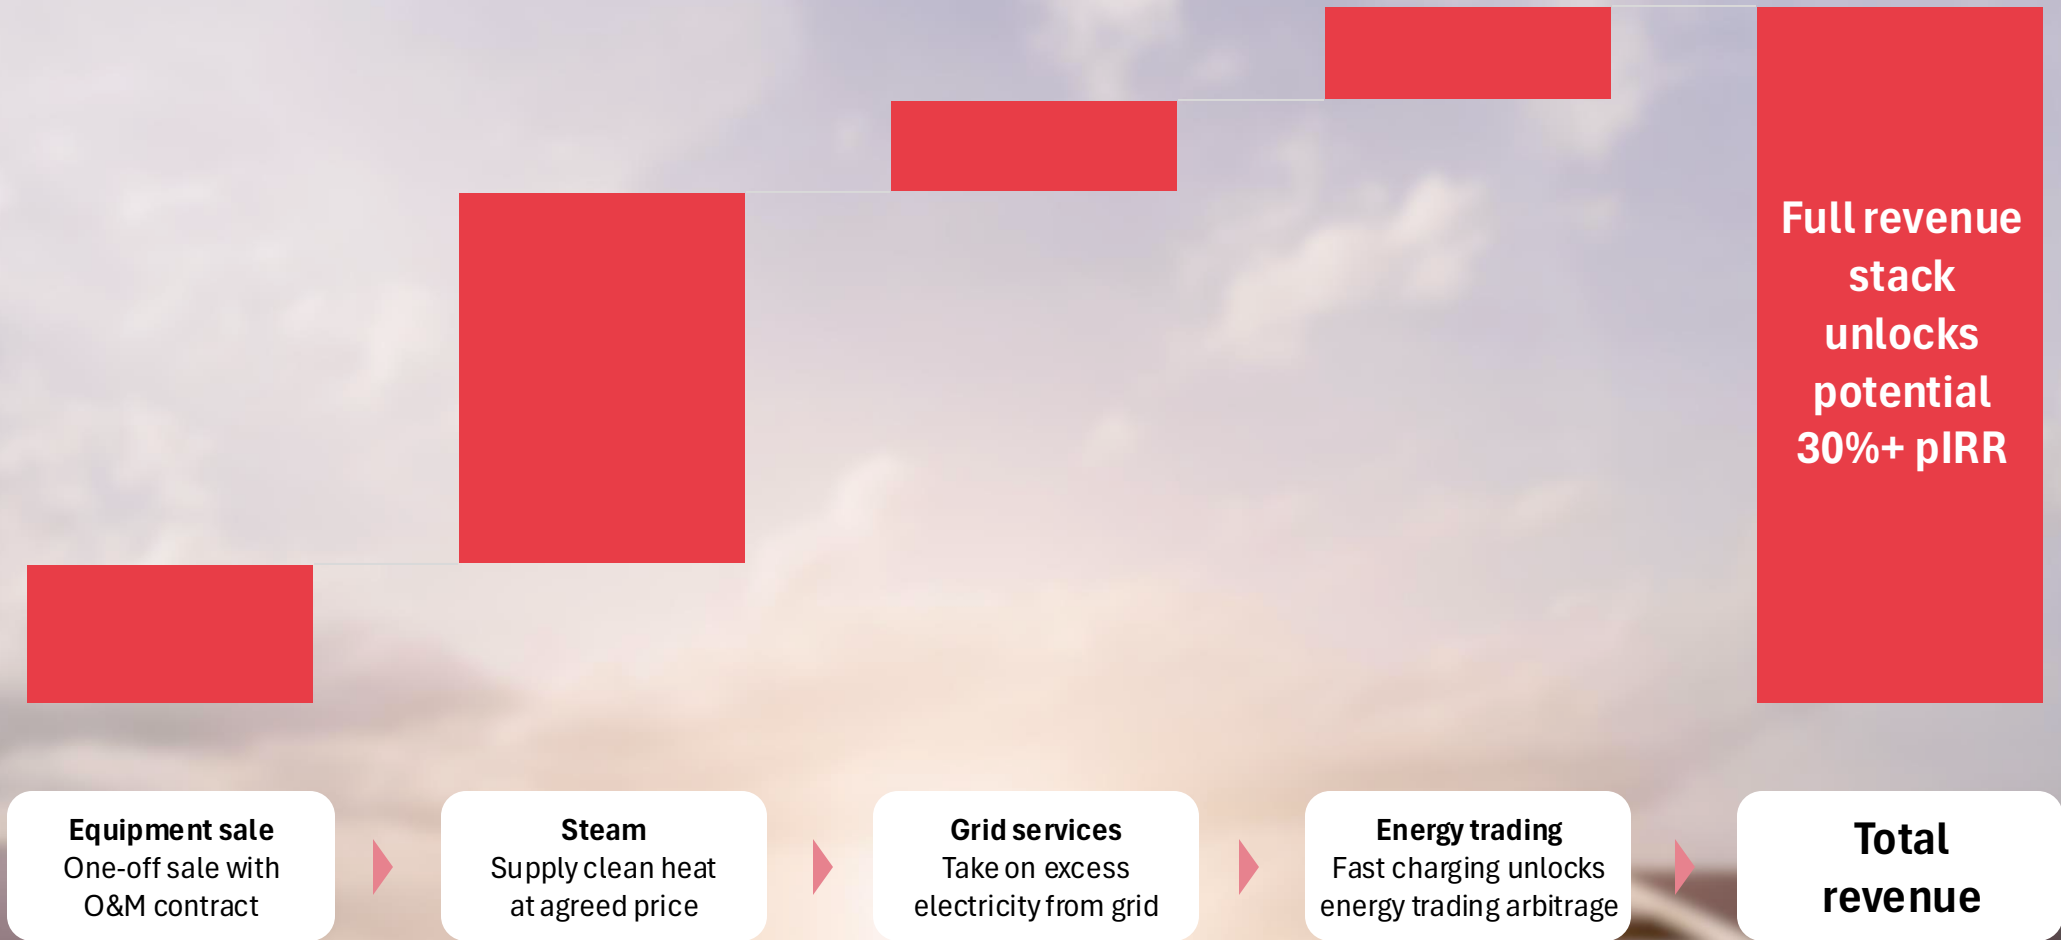 Full revenue
stack
unlocks
potential
30%+ pIRR
Equipment sale
One-off sale with
O&M contract
Steam
Supply clean heat
at agreed price
Grid services
Take on excess
electricity from grid
Energy trading
Fast charging unlocks
energy trading arbitrage
Total
revenue